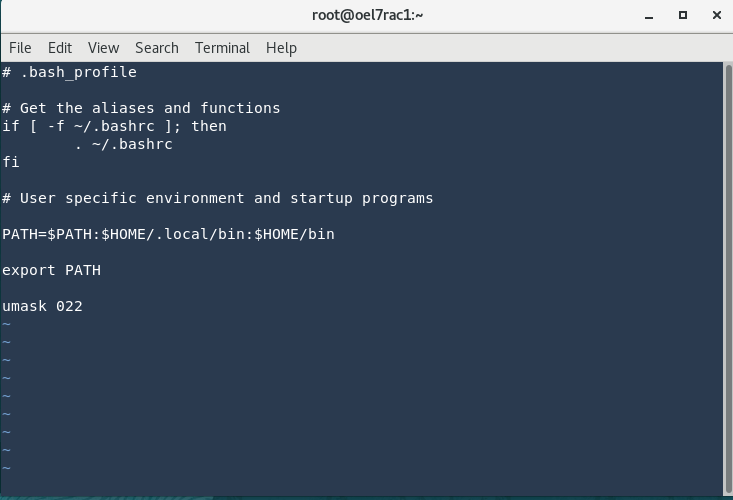 root@oel7rac1:~
File Edit View Search Terminal Help
# .bash_profile
# Get the aliases and functions
if [ -f ~/.bashrc ]; then
        . ~/.bashrc
fi
# User specific environment and startup programs
PATH=$PATH:$HOME/.local/bin:$HOME/bin
export PATH
umask 022
~
~
~
~
~
~
~
~
~